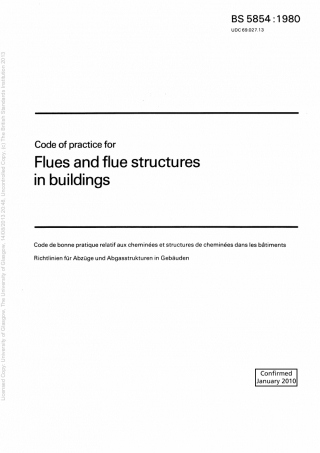 BS 5854 : 1980
UDC 69.027.13
Code of practice for
Flues and flue structures
in buildings
Code de bonne pratique relatif aux cheminées et structures de cheminées dans les bâtiments
Richtlinien für Abzüge und Abgasstrukturen in Gebäuden
Confirmed
January 2010
Licensed Copy: University of Glasgow, The University of Glasgow, 14/09/2013 20:48, Uncontrolled Copy, (c) The British Standards Institution 2010